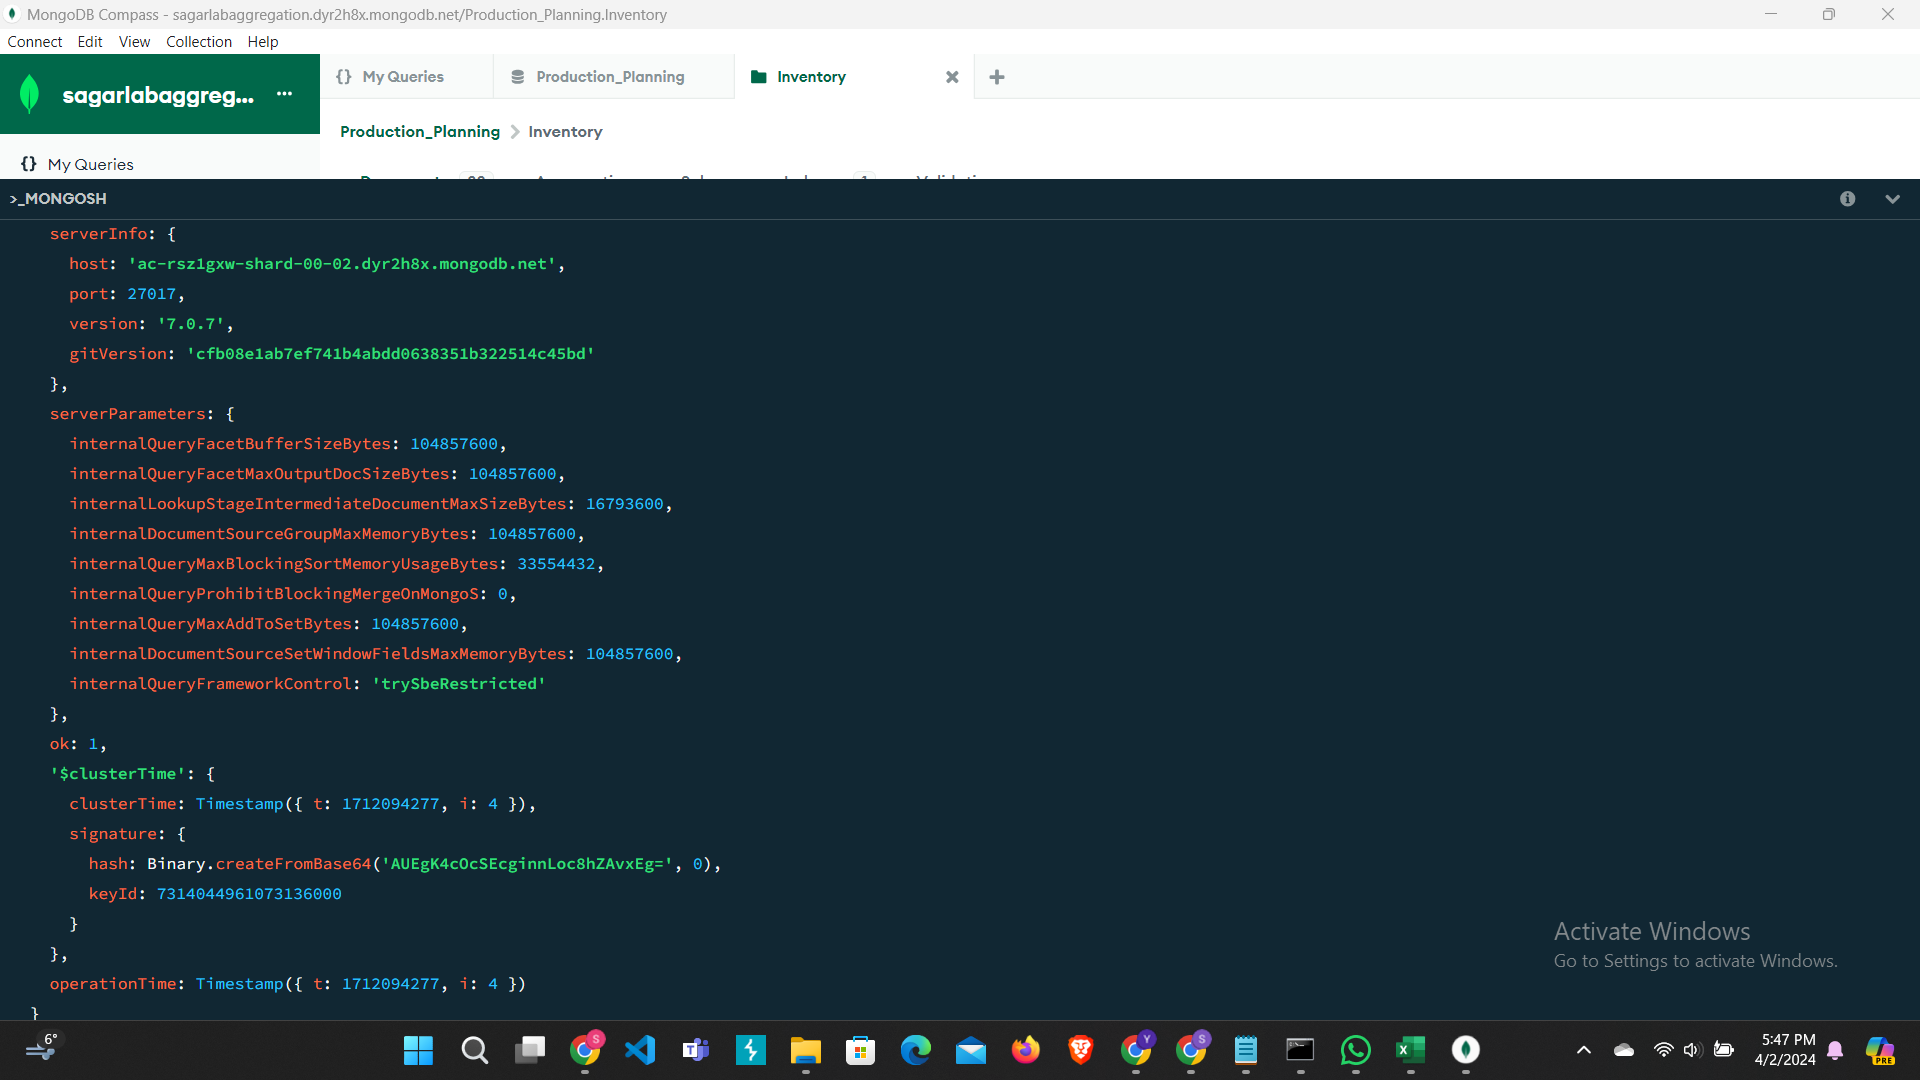 MongoDB Compass - sagarlabaggregation.dyr2h8x.mongodb.net/Production_Planning.Inventory
Connect Edit View Collection Help
sagarlabaggreg... ...
{} My Queries
Production_Planning
Inventory
Production_Planning > Inventory
{} My Queries
>_MONGOSH
serverInfo: {
host: 'ac-rsz1gxw-shard-00-02.dyr2h8x.mongodb.net',
port: 27017,
version: '7.0.7',
gitVersion: 'cfb08e1ab7ef741b4abdd0638351b322514c45bd'
},
serverParameters: {
internalQueryFacetBufferSizeBytes: 104857600,
internalQueryFacetMaxOutputDocSizeBytes: 104857600,
internalLookupStageIntermediateDocumentMaxSizeBytes: 16793600,
internalDocumentSourceGroupMaxMemoryBytes: 104857600,
internalQueryMaxBlockingSortMemoryUsageBytes: 33554432,
internalQueryProhibitBlockingMergeOnMongoS: 0,
internalQueryMaxAddToSetBytes: 104857600,
internalDocumentSourceSetWindowFieldsMaxMemoryBytes: 104857600,
internalQueryFrameworkControl: 'trySbeRestricted'
},
ok: 1,
'$clusterTime': {
clusterTime: Timestamp({ t: 1712094277, i: 4 }),
signature: {
hash: Binary.createFromBase64('AUEgK4cOcSEcginnLoc8hZAvxEg=', 0),
keyId: 7314044961073136000
}
},
operationTime: Timestamp({ t: 1712094277, i: 4 })
}
Activate Windows
Go to Settings to activate Windows.
6°
5:47 PM
4/2/2024
PRE